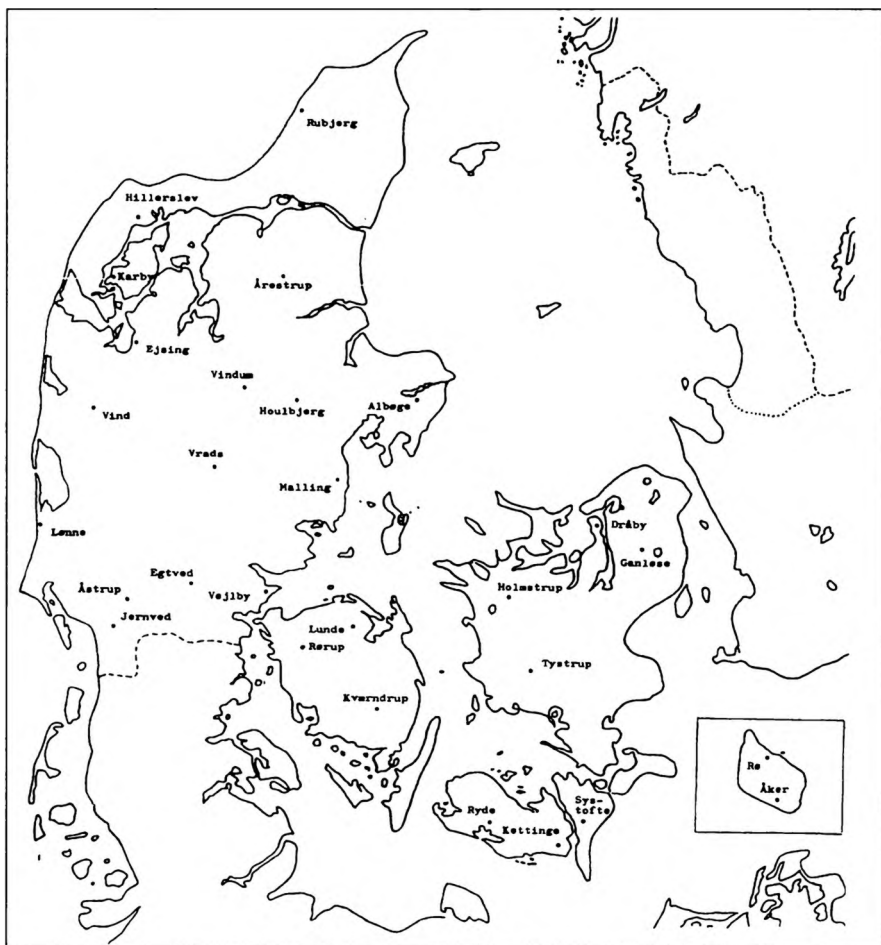 Rubjerg
Hillerslev
Karby
Årestrup
Ejsing
Vindum
Vind
Houlbjerg
Albøge
Vrads
Malling
Lønne
Dråby
Ganløse
Egtved
Åstrup
Vejlby
Holmstrup
Jernved
Lunde
Rørup
Tystrup
Kværndrup
Rø
Åker
Ryde
Sys-
tofte
Kettinge